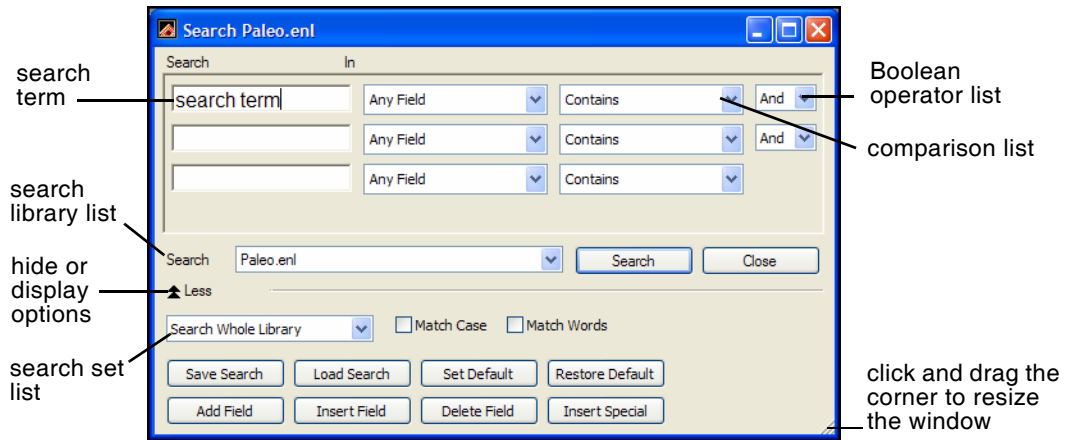 Search Paleo.enl
Search In
search term
Any Field Contains And
Any Field Contains And
Any Field Contains
Search Paleo.enl Search Close
Less
Search Whole Library Match Case Match Words
Save Search Load Search Set Default Restore Default
Add Field Insert Field Delete Field Insert Special
search
term
search
library list
hide or
display
options
search set
list
Boolean
operator list
comparison list
click and drag the
corner to resize
the window